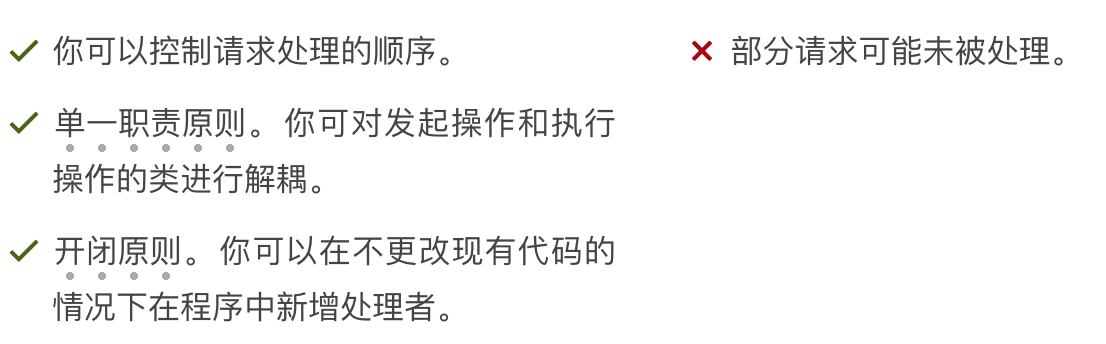 你可以控制请求处理的顺序。
单一职责原则。你可对发起操作和执行
操作的类进行解耦。
开闭原则。你可以在不更改现有代码的
情况下在程序中新增处理者。
部分请求可能未被处理。